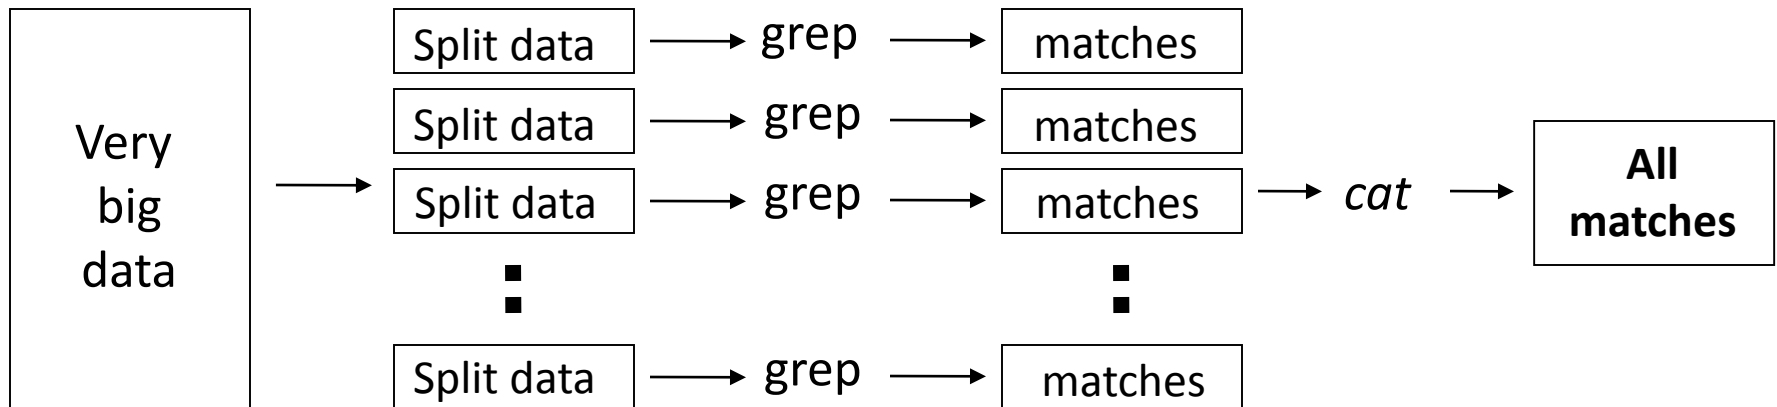 Very
big
data
Split data
grep
matches
Split data
grep
matches
Split data
grep
matches
Split data
grep
matches
cat
All
matches